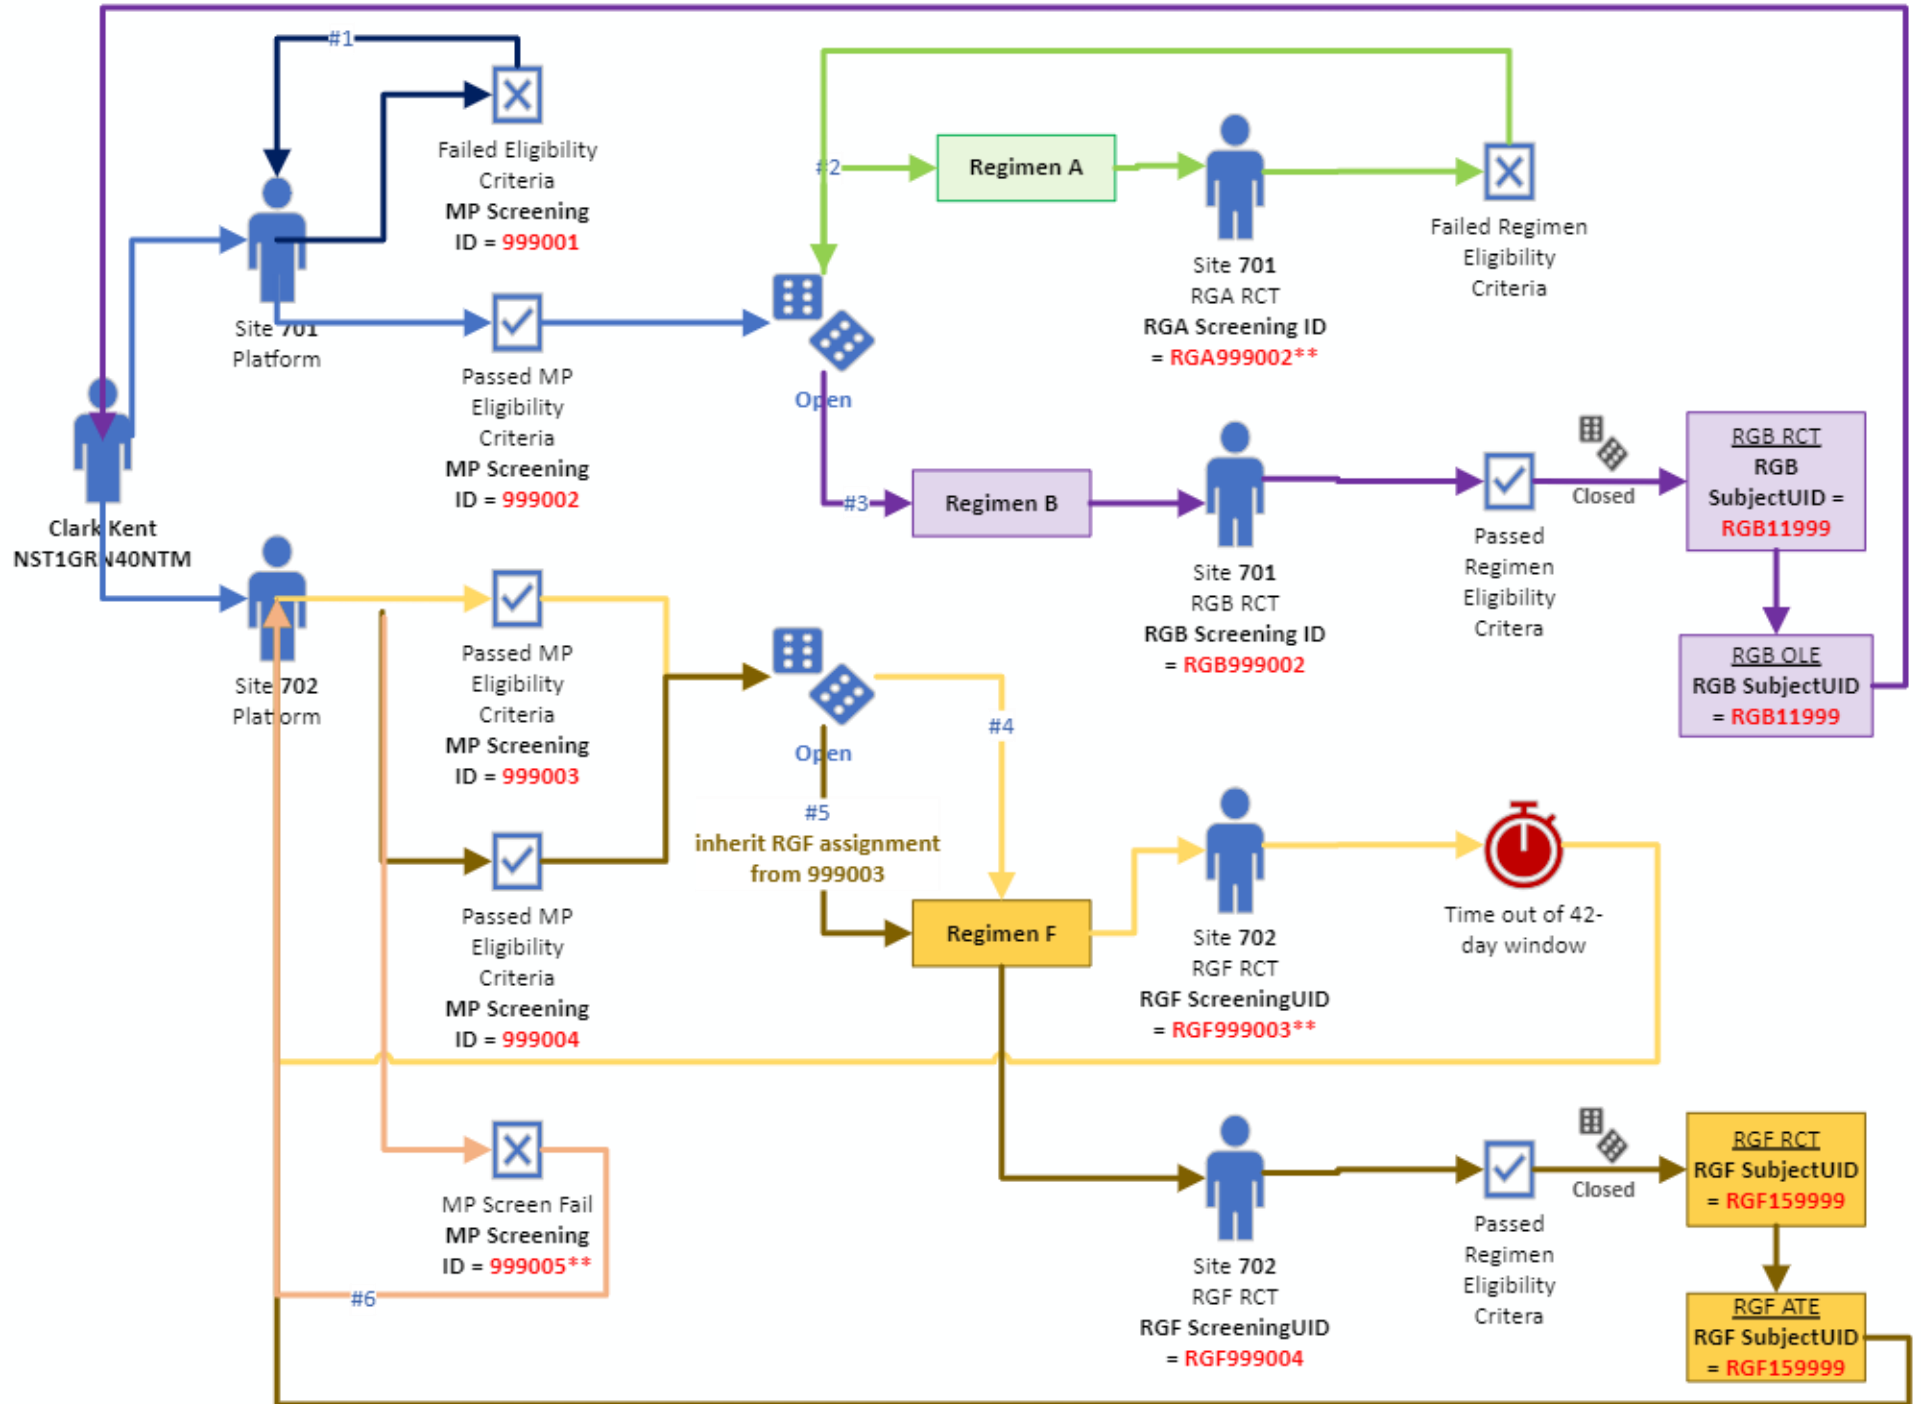 #1
Failed Eligibility
Criteria
MP Screening
ID = 999001
Site 701
Platform
Passed MP
Eligibility
Criteria
MP Screening
ID = 999002
Open
#2
Regimen A
Site 701
RGA RCT
RGA Screening ID
= RGA999002**
Failed Regimen
Eligibility
Criteria
Clark Kent
NST1GRN40NTM
#3
Regimen B
Site 701
RGB RCT
RGB Screening ID
= RGB999002
Passed
Regimen
Eligibility
Critera
Closed
RGB RCT
RGB
SubjectUID =
RGB11999
RGB OLE
RGB SubjectUID
= RGB11999
Site 702
Platform
Passed MP
Eligibility
Criteria
MP Screening
ID = 999003
Open
#4
#5
inherit RGF assignment
from 999003
Passed MP
Eligibility
Criteria
MP Screening
ID = 999004
Regimen F
Site 702
RGF RCT
RGF ScreeningUID
= RGF999003**
Time out of 42-
day window
MP Screen Fail
MP Screening
ID = 999005**
#6
Site 702
RGF RCT
RGF ScreeningUID
= RGF999004
Passed
Regimen
Eligibility
Critera
Closed
RGF RCT
RGF SubjectUID
= RGF159999
RGF ATE
RGF SubjectUID
= RGF159999